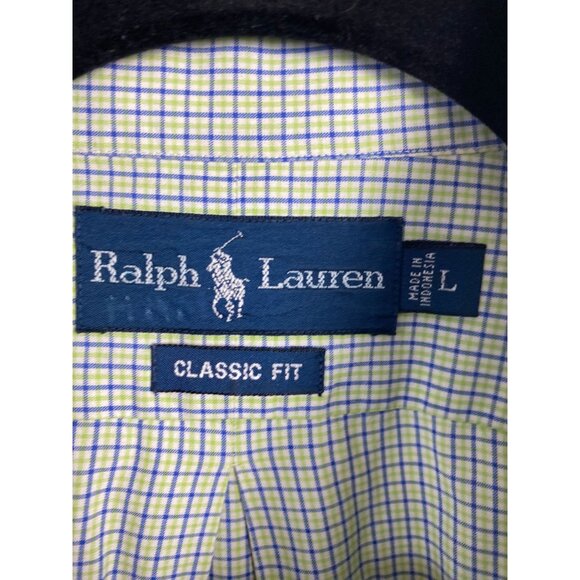 Ralph Lauren
MADE IN
INDONESIA
L
CLASSIC FIT